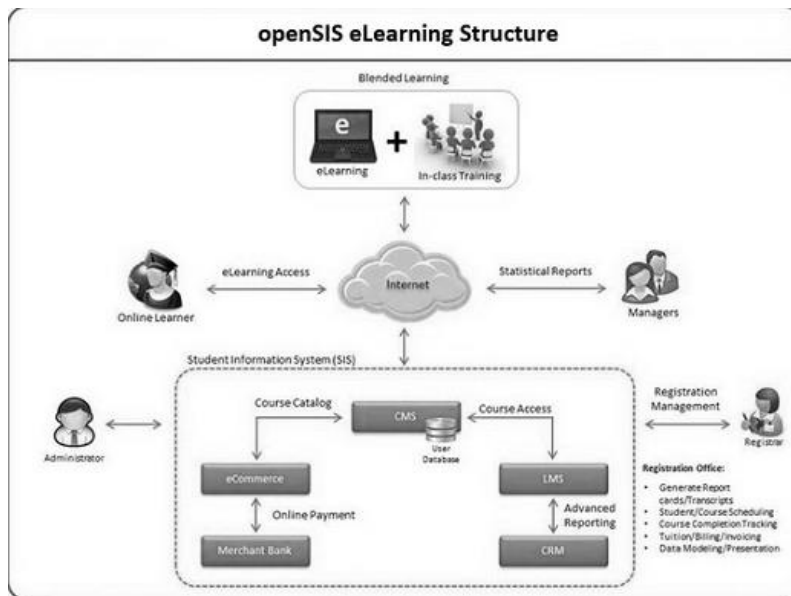 openSIS eLearning Structure
Blended Learning
e
+
eLearning
In-class Training
eLearning Access
Internet
Statistical Reports
Online Learner
Managers
Student Information System (SIS)
Administrator
Course Catalog
CMS
Course Access
User
Database
Registration
Management
Registrar
eCommerce
LMS
Online Payment
Advanced
Reporting
Merchant Bank
CRM
Registration Office:
• Generate Report
cards/Transcripts
• Student/Course Scheduling
• Course Completion Tracking
• Tuition/Billing/Invoicing
• Data Modeling/Presentation